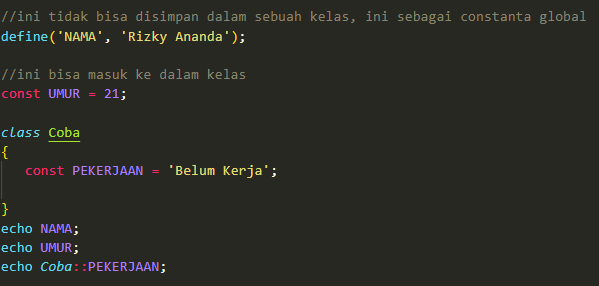 //ini tidak bisa disimpan dalam sebuah kelas, ini sebagai constanta global
define('NAMA', 'Rizky Ananda');
//ini bisa masuk ke dalam kelas
const UMUR = 21;
class Coba
{
const PEKERJAAN = 'Belum Kerja';
}
echo NAMA;
echo UMUR;
echo Coba::PEKERJAAN;